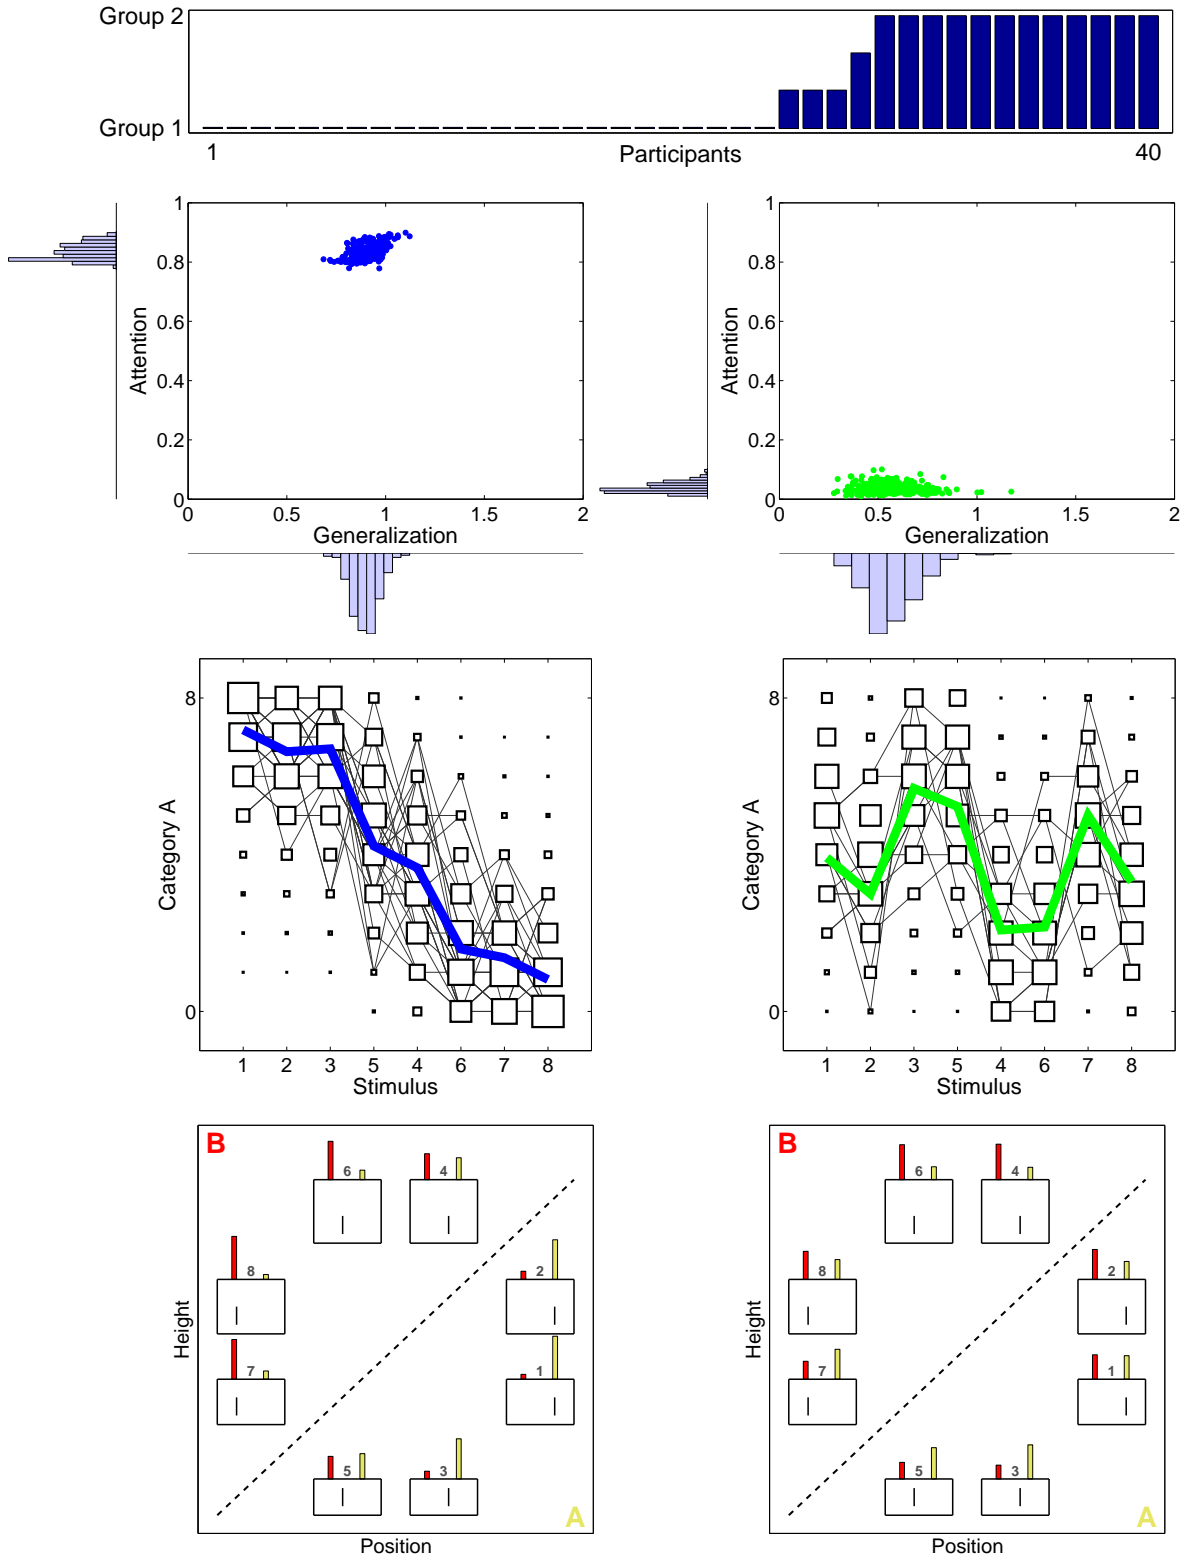 Group 2
Group 1
1 Participants 40
1 1
0.8 0.8
0.6 0.6
0.4 0.4
0.2 0.2
0 0
Attention Attention
0 0.5 1 1.5 2 0 0.5 1 1.5 2
Generalization Generalization
8 8
Category A Category A
0 0
1 2 3 5 4 6 7 8 1 2 3 5 4 6 7 8
Stimulus Stimulus
B B
6 4 6 4
8 2 8 2
Height Height
7 1 7 1
5 3 5 3
A A
Position Position